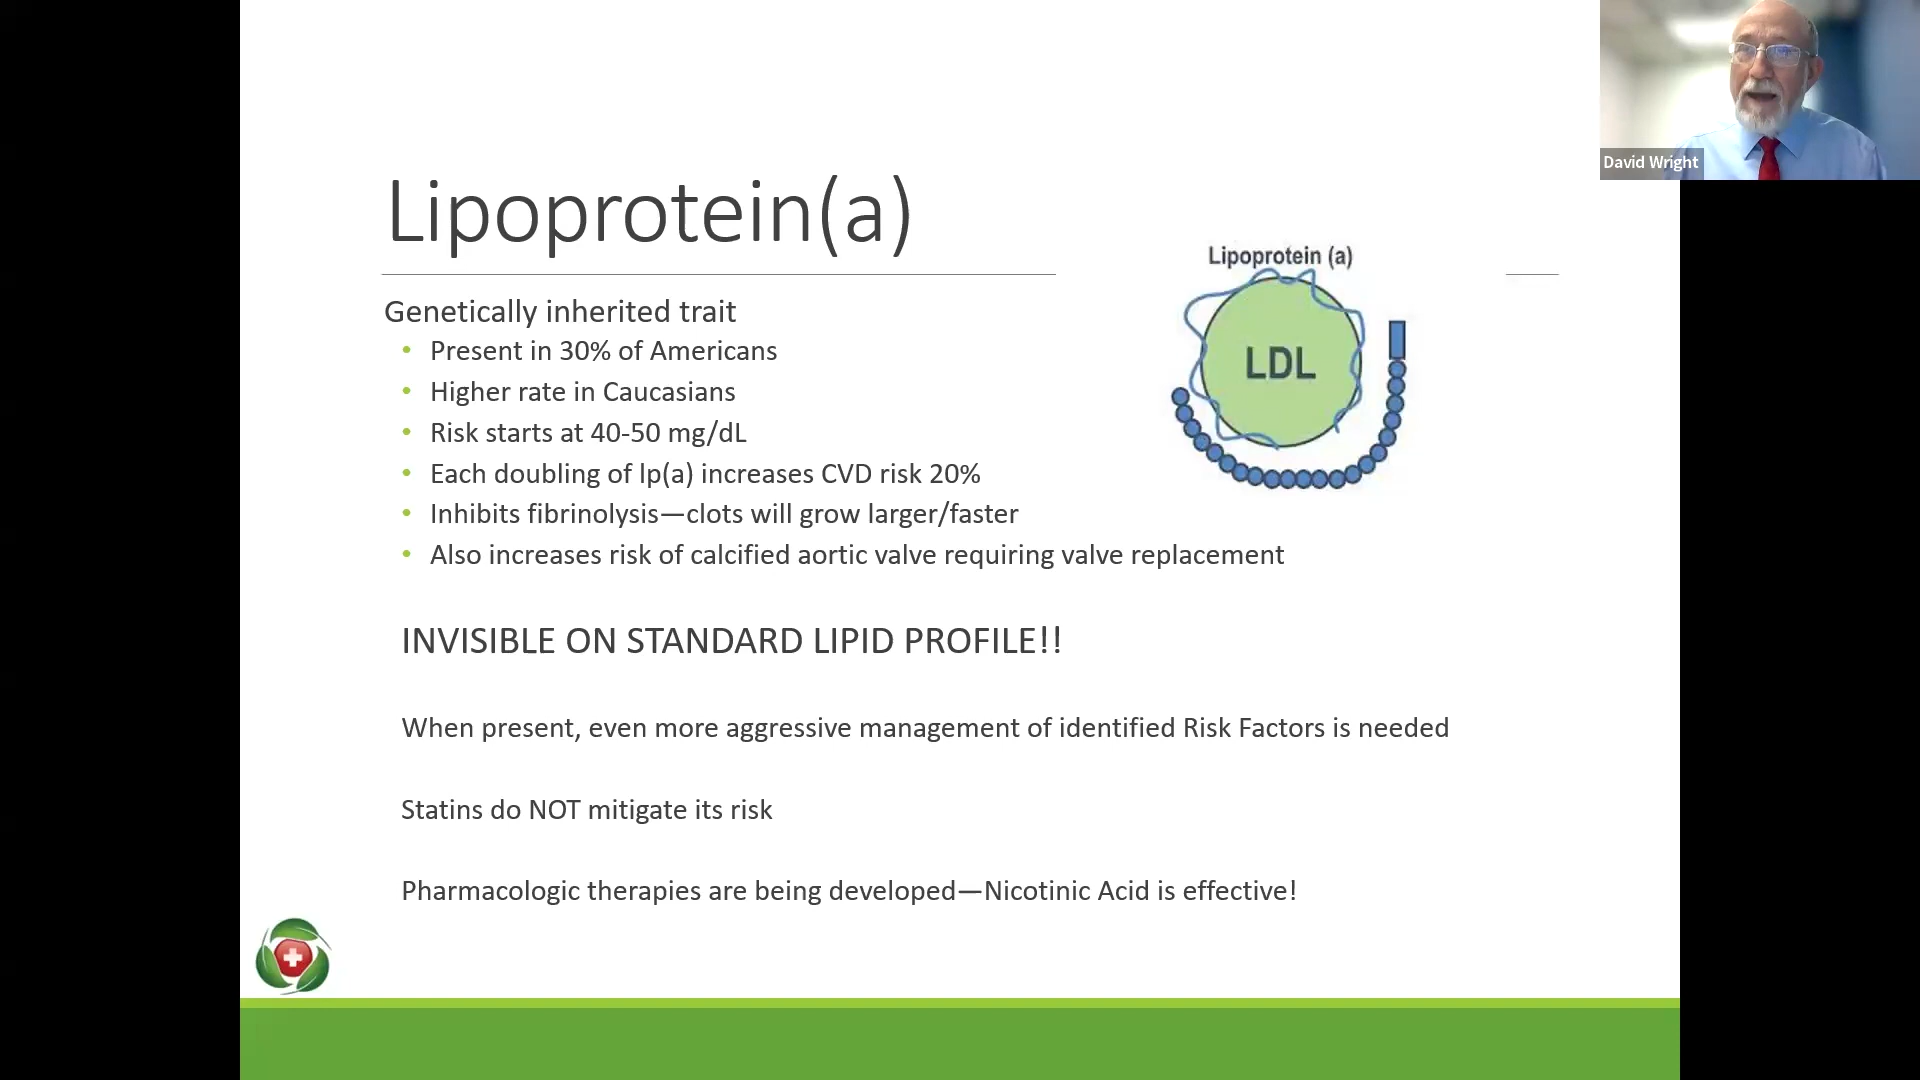 David Wright
Lipoprotein(a)
Lipoprotein (a)
LDL
Genetically inherited trait
• Present in 30% of Americans
• Higher rate in Caucasians
• Risk starts at 40-50 mg/dL
• Each doubling of lp(a) increases CVD risk 20%
• Inhibits fibrinolysis—clots will grow larger/faster
• Also increases risk of calcified aortic valve requiring valve replacement
INVISIBLE ON STANDARD LIPID PROFILE!!
When present, even more aggressive management of identified Risk Factors is needed
Statins do NOT mitigate its risk
Pharmacologic therapies are being developed—Nicotinic Acid is effective!